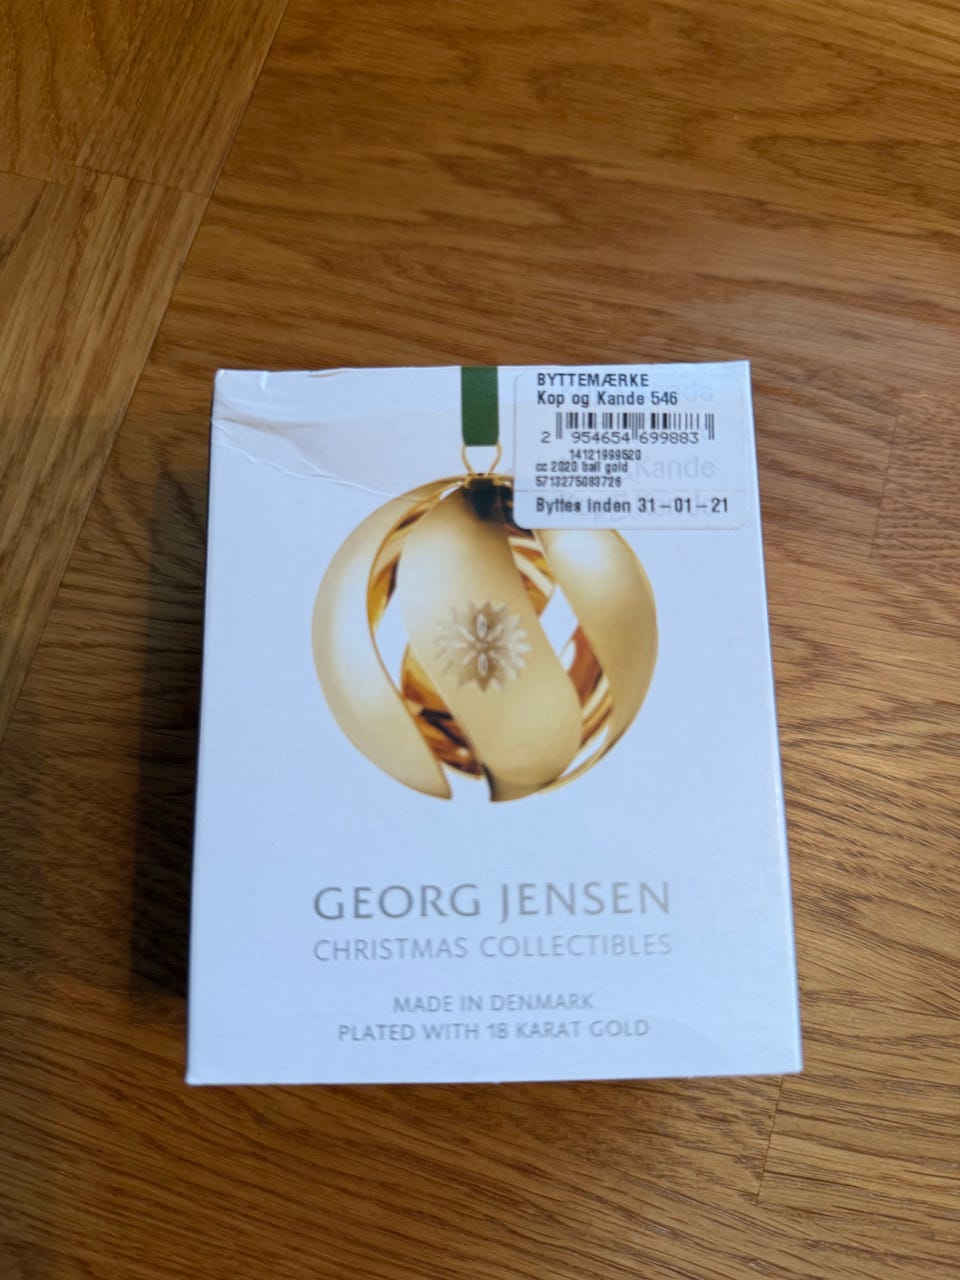 BYTTEMÆRKE
Kop og Kande 546
2 954654 699883
14121999520
cc 2020 ball gold
5713275083726
Byttes inden 31-01-21
Kande
GEORG JENSEN
CHRISTMAS COLLECTIBLES
MADE IN DENMARK
PLATED WITH 18 KARAT GOLD